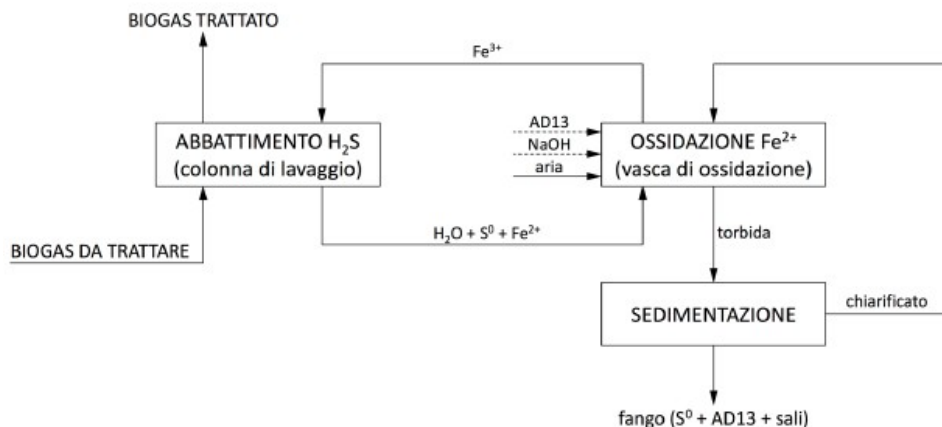 BIOGAS TRATTATO
Fe³⁺
ABBATTIMENTO H₂S
(colonna di lavaggio)
AD13
NaOH
aria
OSSIDAZIONE Fe²⁺
(vasca di ossidazione)
H₂O + S⁰ + Fe²⁺
BIOGAS DA TRATTARE
torbida
SEDIMENTAZIONE
chiarificato
fango (S⁰ + AD13 + sali)